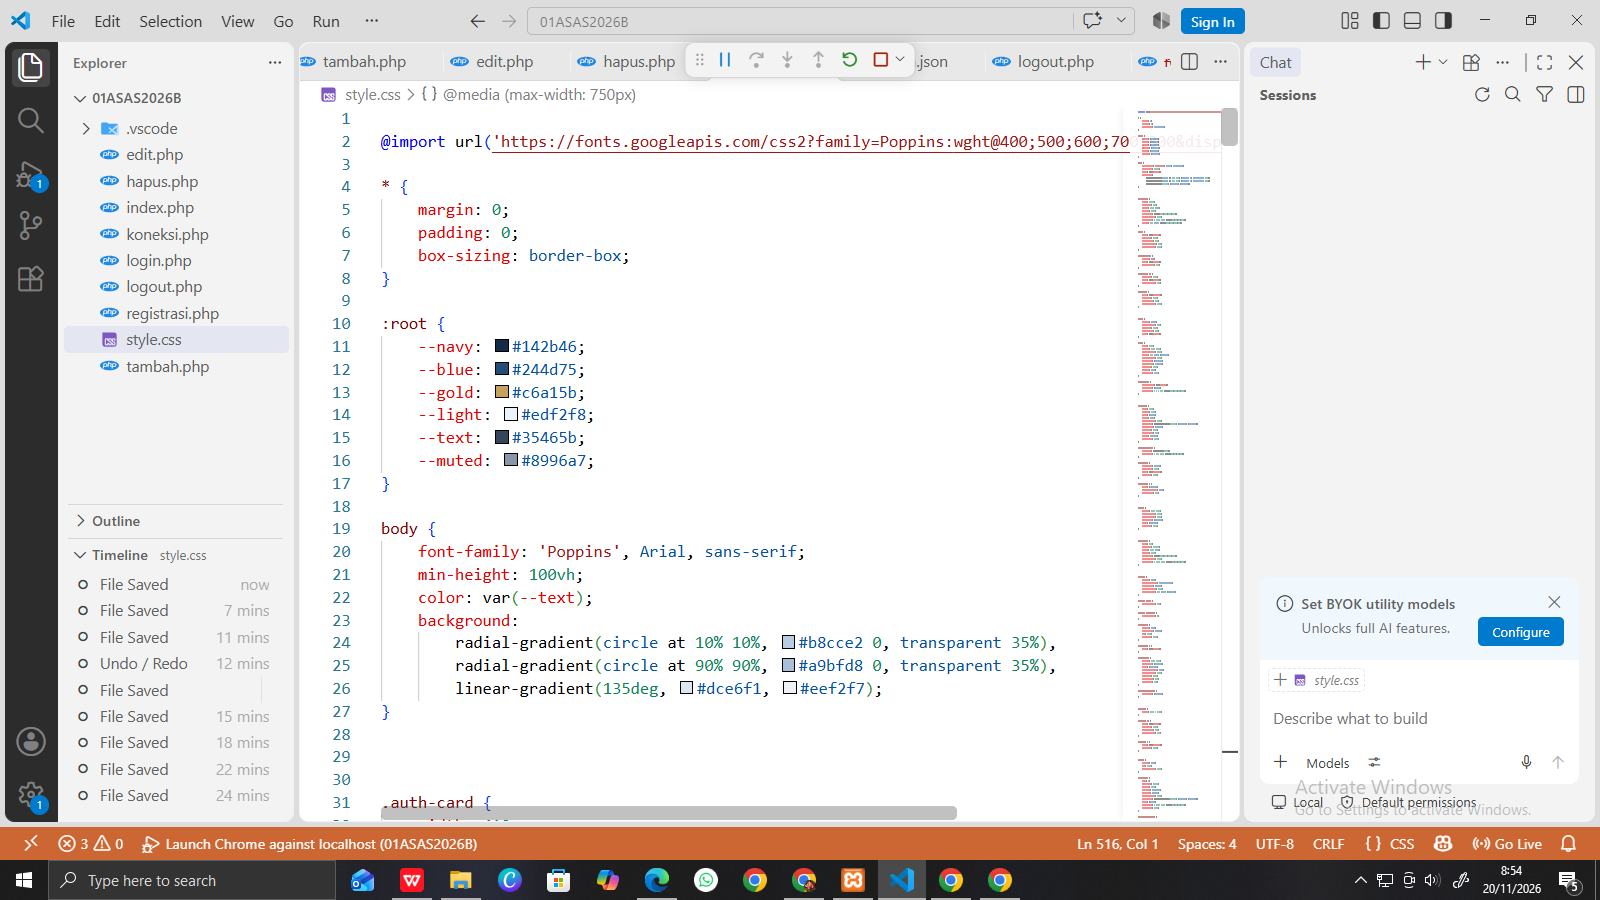 File Edit Selection View Go Run ···
01ASAS2026B
Sign In
Explorer
01ASAS2026B
.vscode
edit.php
hapus.php
index.php
koneksi.php
login.php
logout.php
registrasi.php
style.css
tambah.php
Outline
Timeline style.css
File Saved now
File Saved 7 mins
File Saved 11 mins
Undo / Redo 12 mins
File Saved
File Saved 15 mins
File Saved 18 mins
File Saved 22 mins
File Saved 24 mins
tambah.php edit.php hapus.php .json logout.php
style.css > { } @media (max-width: 750px)
1
2 @import url('https://fonts.googleapis.com/css2?family=Poppins:wght@400;500;600;700
3
4 * {
5 margin: 0;
6 padding: 0;
7 box-sizing: border-box;
8 }
9
10 :root {
11 --navy: #142b46;
12 --blue: #244d75;
13 --gold: #c6a15b;
14 --light: #edf2f8;
15 --text: #35465b;
16 --muted: #8996a7;
17 }
18
19 body {
20 font-family: 'Poppins', Arial, sans-serif;
21 min-height: 100vh;
22 color: var(--text);
23 background:
24 radial-gradient(circle at 10% 10%, #b8cce2 0, transparent 35%),
25 radial-gradient(circle at 90% 90%, #a9bfd8 0, transparent 35%),
26 linear-gradient(135deg, #dce6f1, #eef2f7);
27 }
28
29
30
31 .auth-card {
Chat
Sessions
Set BYOK utility models
Unlocks full AI features.
Configure
style.css
Describe what to build
Models
Activate Windows
Local Default permissions
Go to Settings to activate Windows.
3 0 Launch Chrome against localhost (01ASAS2026B)
Ln 516, Col 1 Spaces: 4 UTF-8 CRLF { } CSS Go Live
Type here to search
8:54
20/11/2026
5